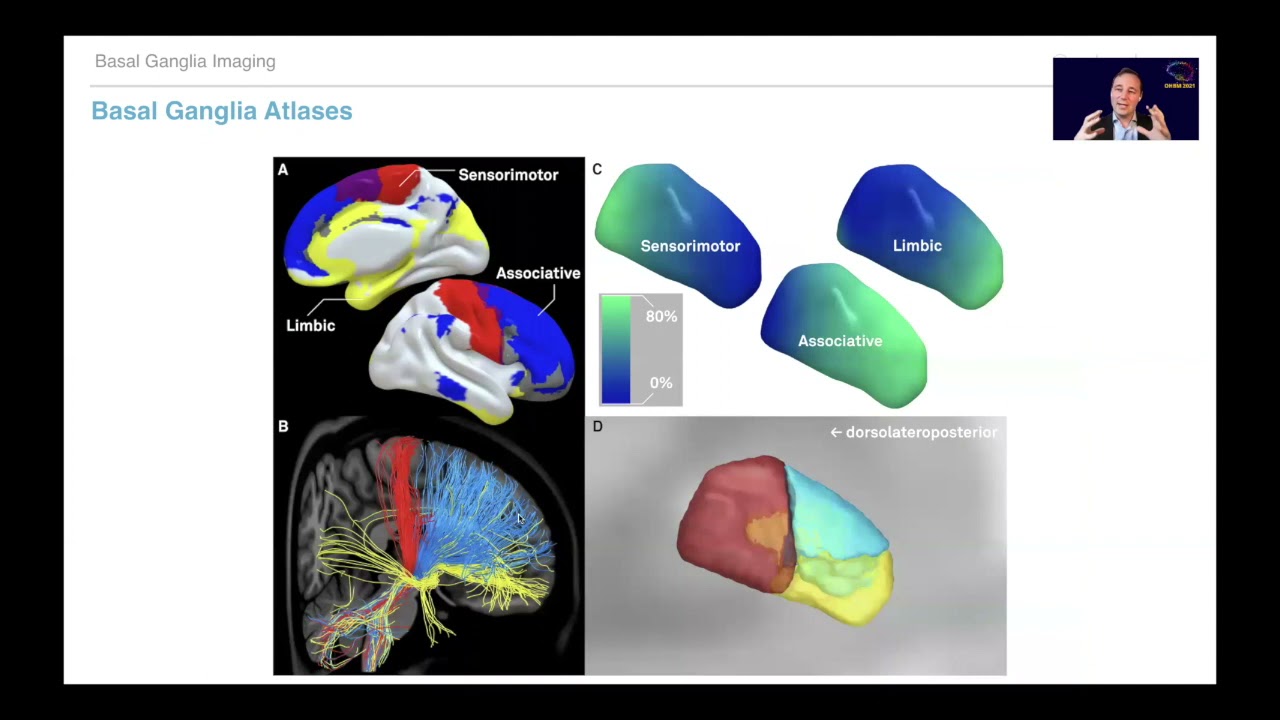 Basal Ganglia Imaging
Basal Ganglia Atlases
OHBM 2021
A
Sensorimotor
Associative
Limbic
C
Sensorimotor
Limbic
Associative
80%
0%
B
D
← dorsolateroposterior